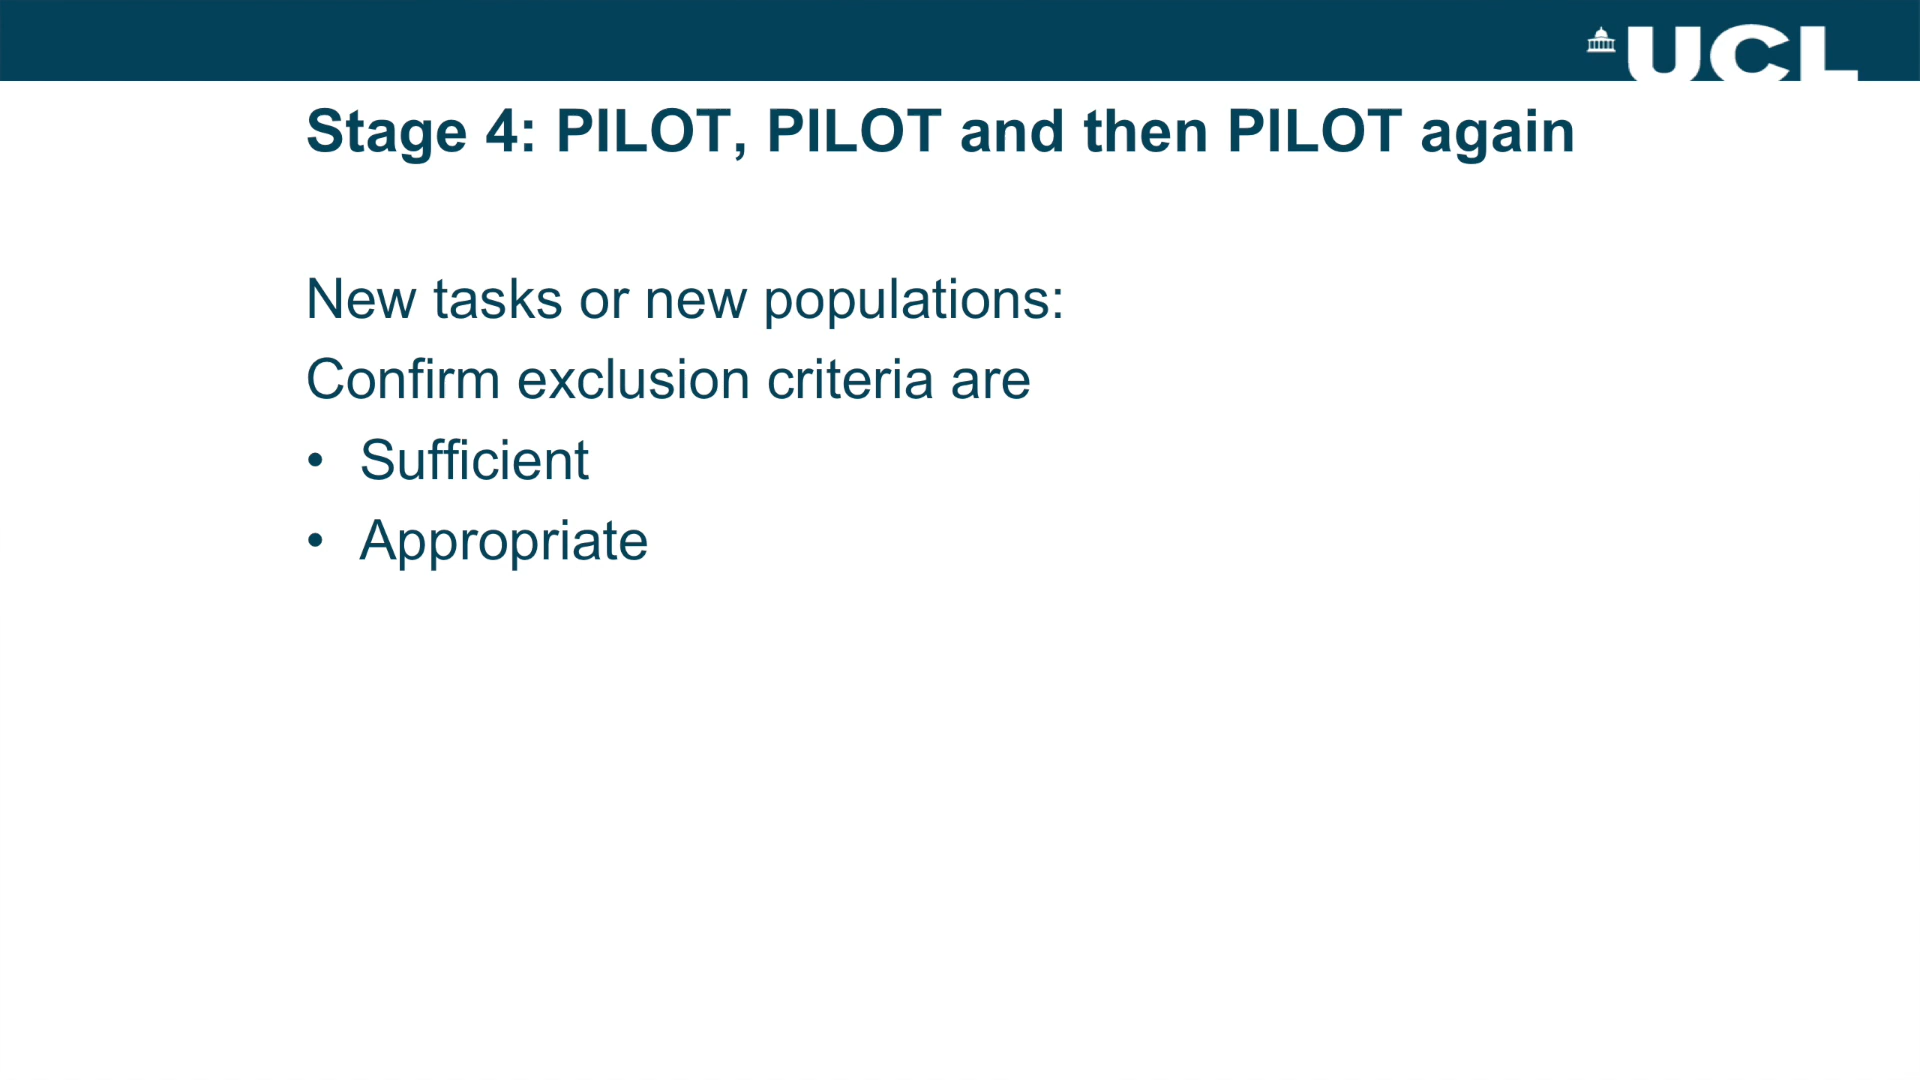 UCL
Stage 4: PILOT, PILOT and then PILOT again
New tasks or new populations:
Confirm exclusion criteria are
• Sufficient
• Appropriate